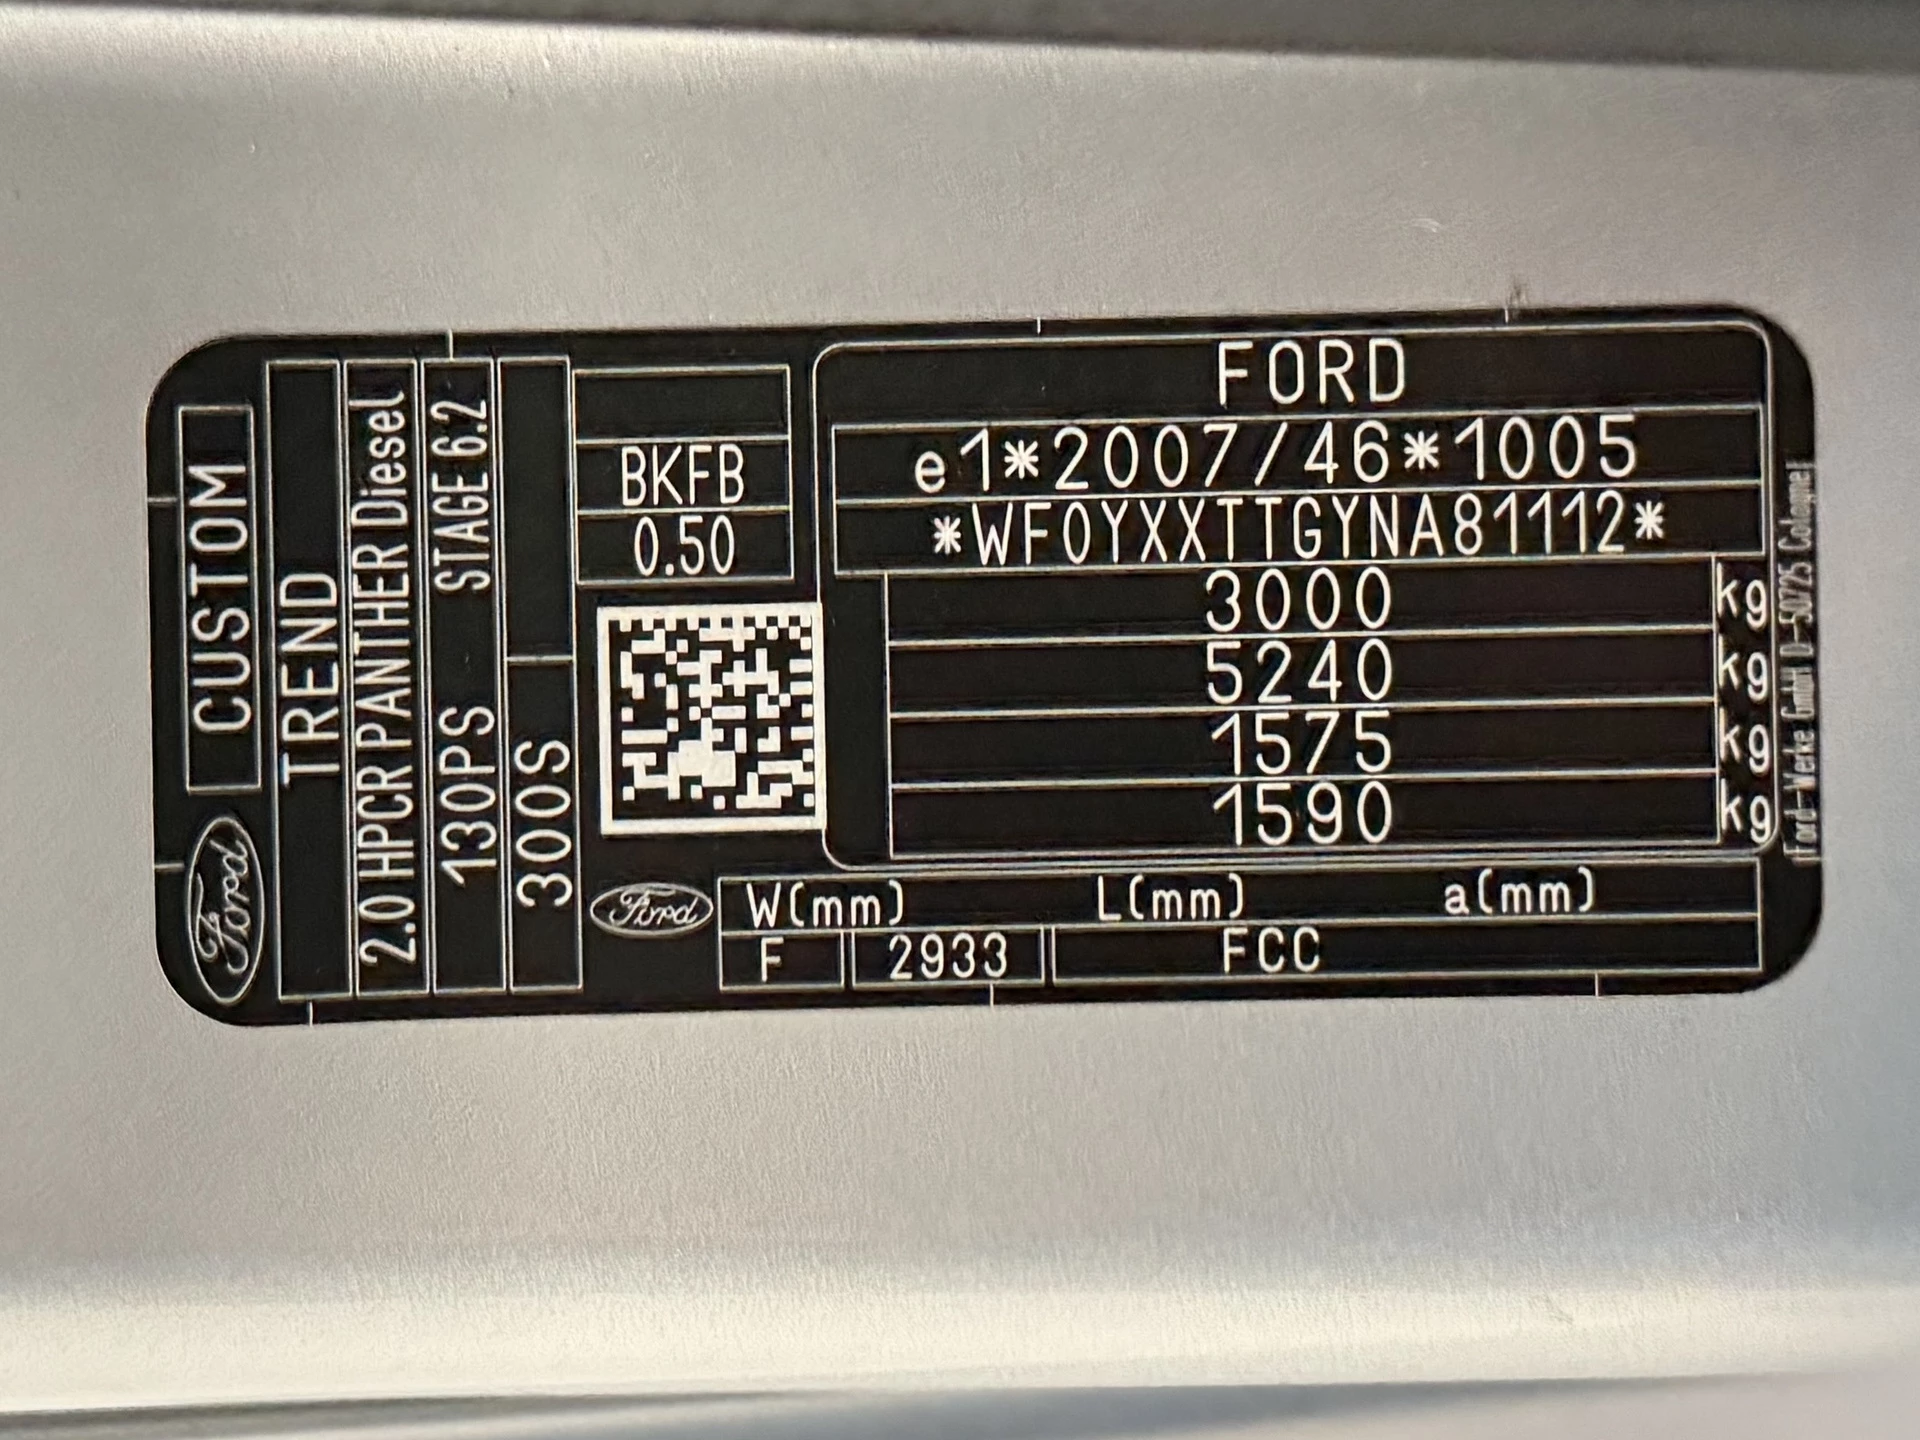 Ford
CUSTOM
TREND
2.0 HPCR PANTHER Diesel
130PS STAGE 6.2
300S
BKFB
0.50
FORD
e1*2007/46*1005
*WF0YXXTTGYNA81112*
3000 kg
5240 kg
1575 kg
1590 kg
Ford
W(mm) L(mm) a(mm)
F 2933 FCC
Ford-Werke GmbH D-50725 Cologne